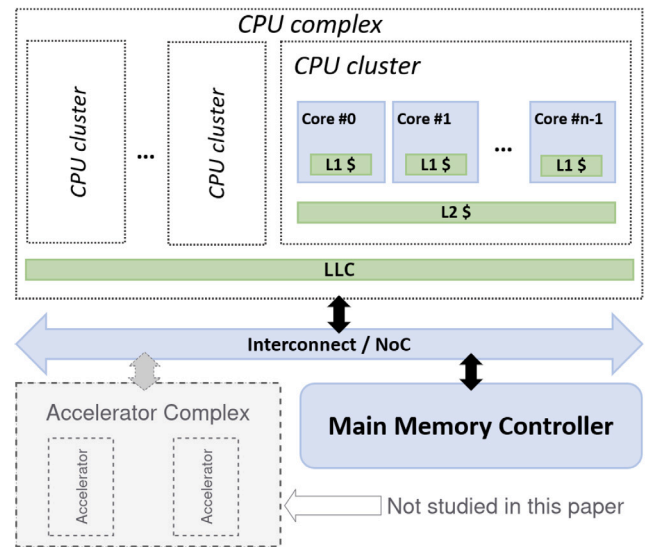 CPU complex
CPU cluster
...
CPU cluster
CPU cluster
Core #0
Core #1
...
Core #n-1
L1 $
L1 $
L1 $
L2 $
LLC
Interconnect / NoC
Accelerator Complex
Accelerator
Accelerator
Main Memory Controller
Not studied in this paper